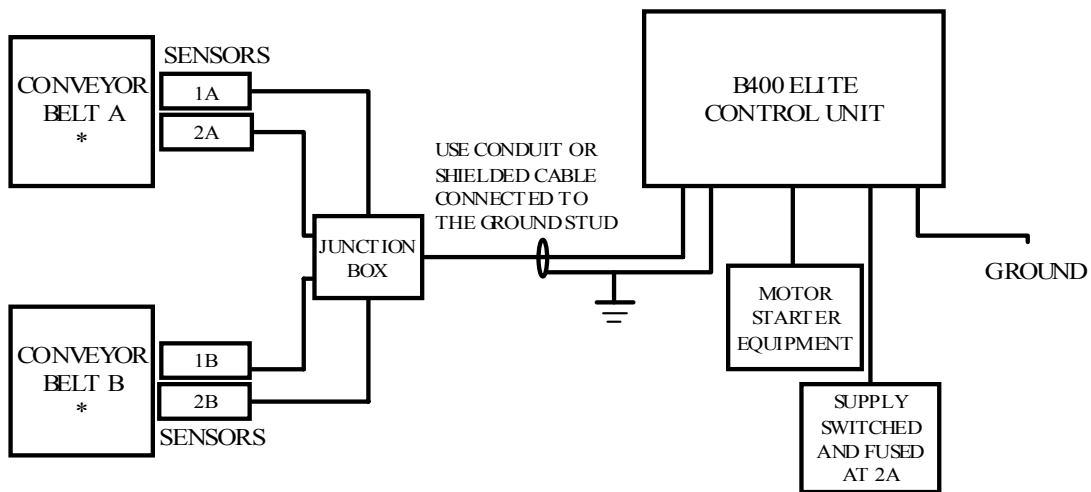 CONVEYOR
BELT A
*
SENSORS
1A
2A
USE CONDUIT OR
SHIELDED CABLE
CONNECTED TO
THE GROUND STUD
B400 ELITE
CONTROL UNIT
JUNCTION
BOX
GROUND
MOTOR
STARTER
EQUIPMENT
CONVEYOR
BELT B
*
1B
2B
SENSORS
SUPPLY
SWITCHED
AND FUSED
AT 2A